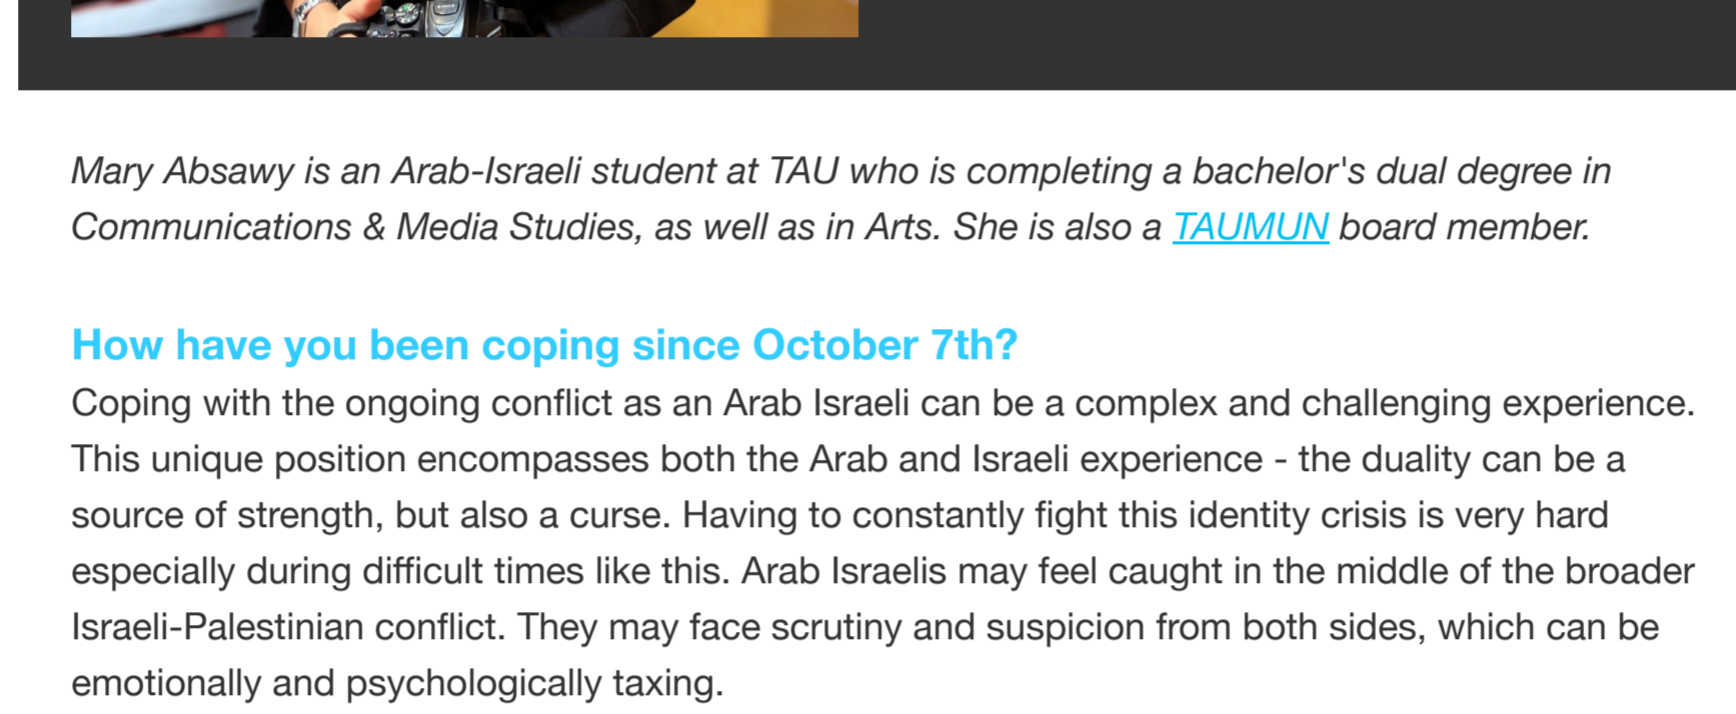 Mary Absawy is an Arab-Israeli student at TAU who is completing a bachelor's dual degree in
Communications & Media Studies, as well as in Arts. She is also a TAUMUN board member.
How have you been coping since October 7th?
Coping with the ongoing conflict as an Arab Israeli can be a complex and challenging experience.
This unique position encompasses both the Arab and Israeli experience - the duality can be a
source of strength, but also a curse. Having to constantly fight this identity crisis is very hard
especially during difficult times like this. Arab Israelis may feel caught in the middle of the broader
Israeli-Palestinian conflict. They may face scrutiny and suspicion from both sides, which can be
emotionally and psychologically taxing.